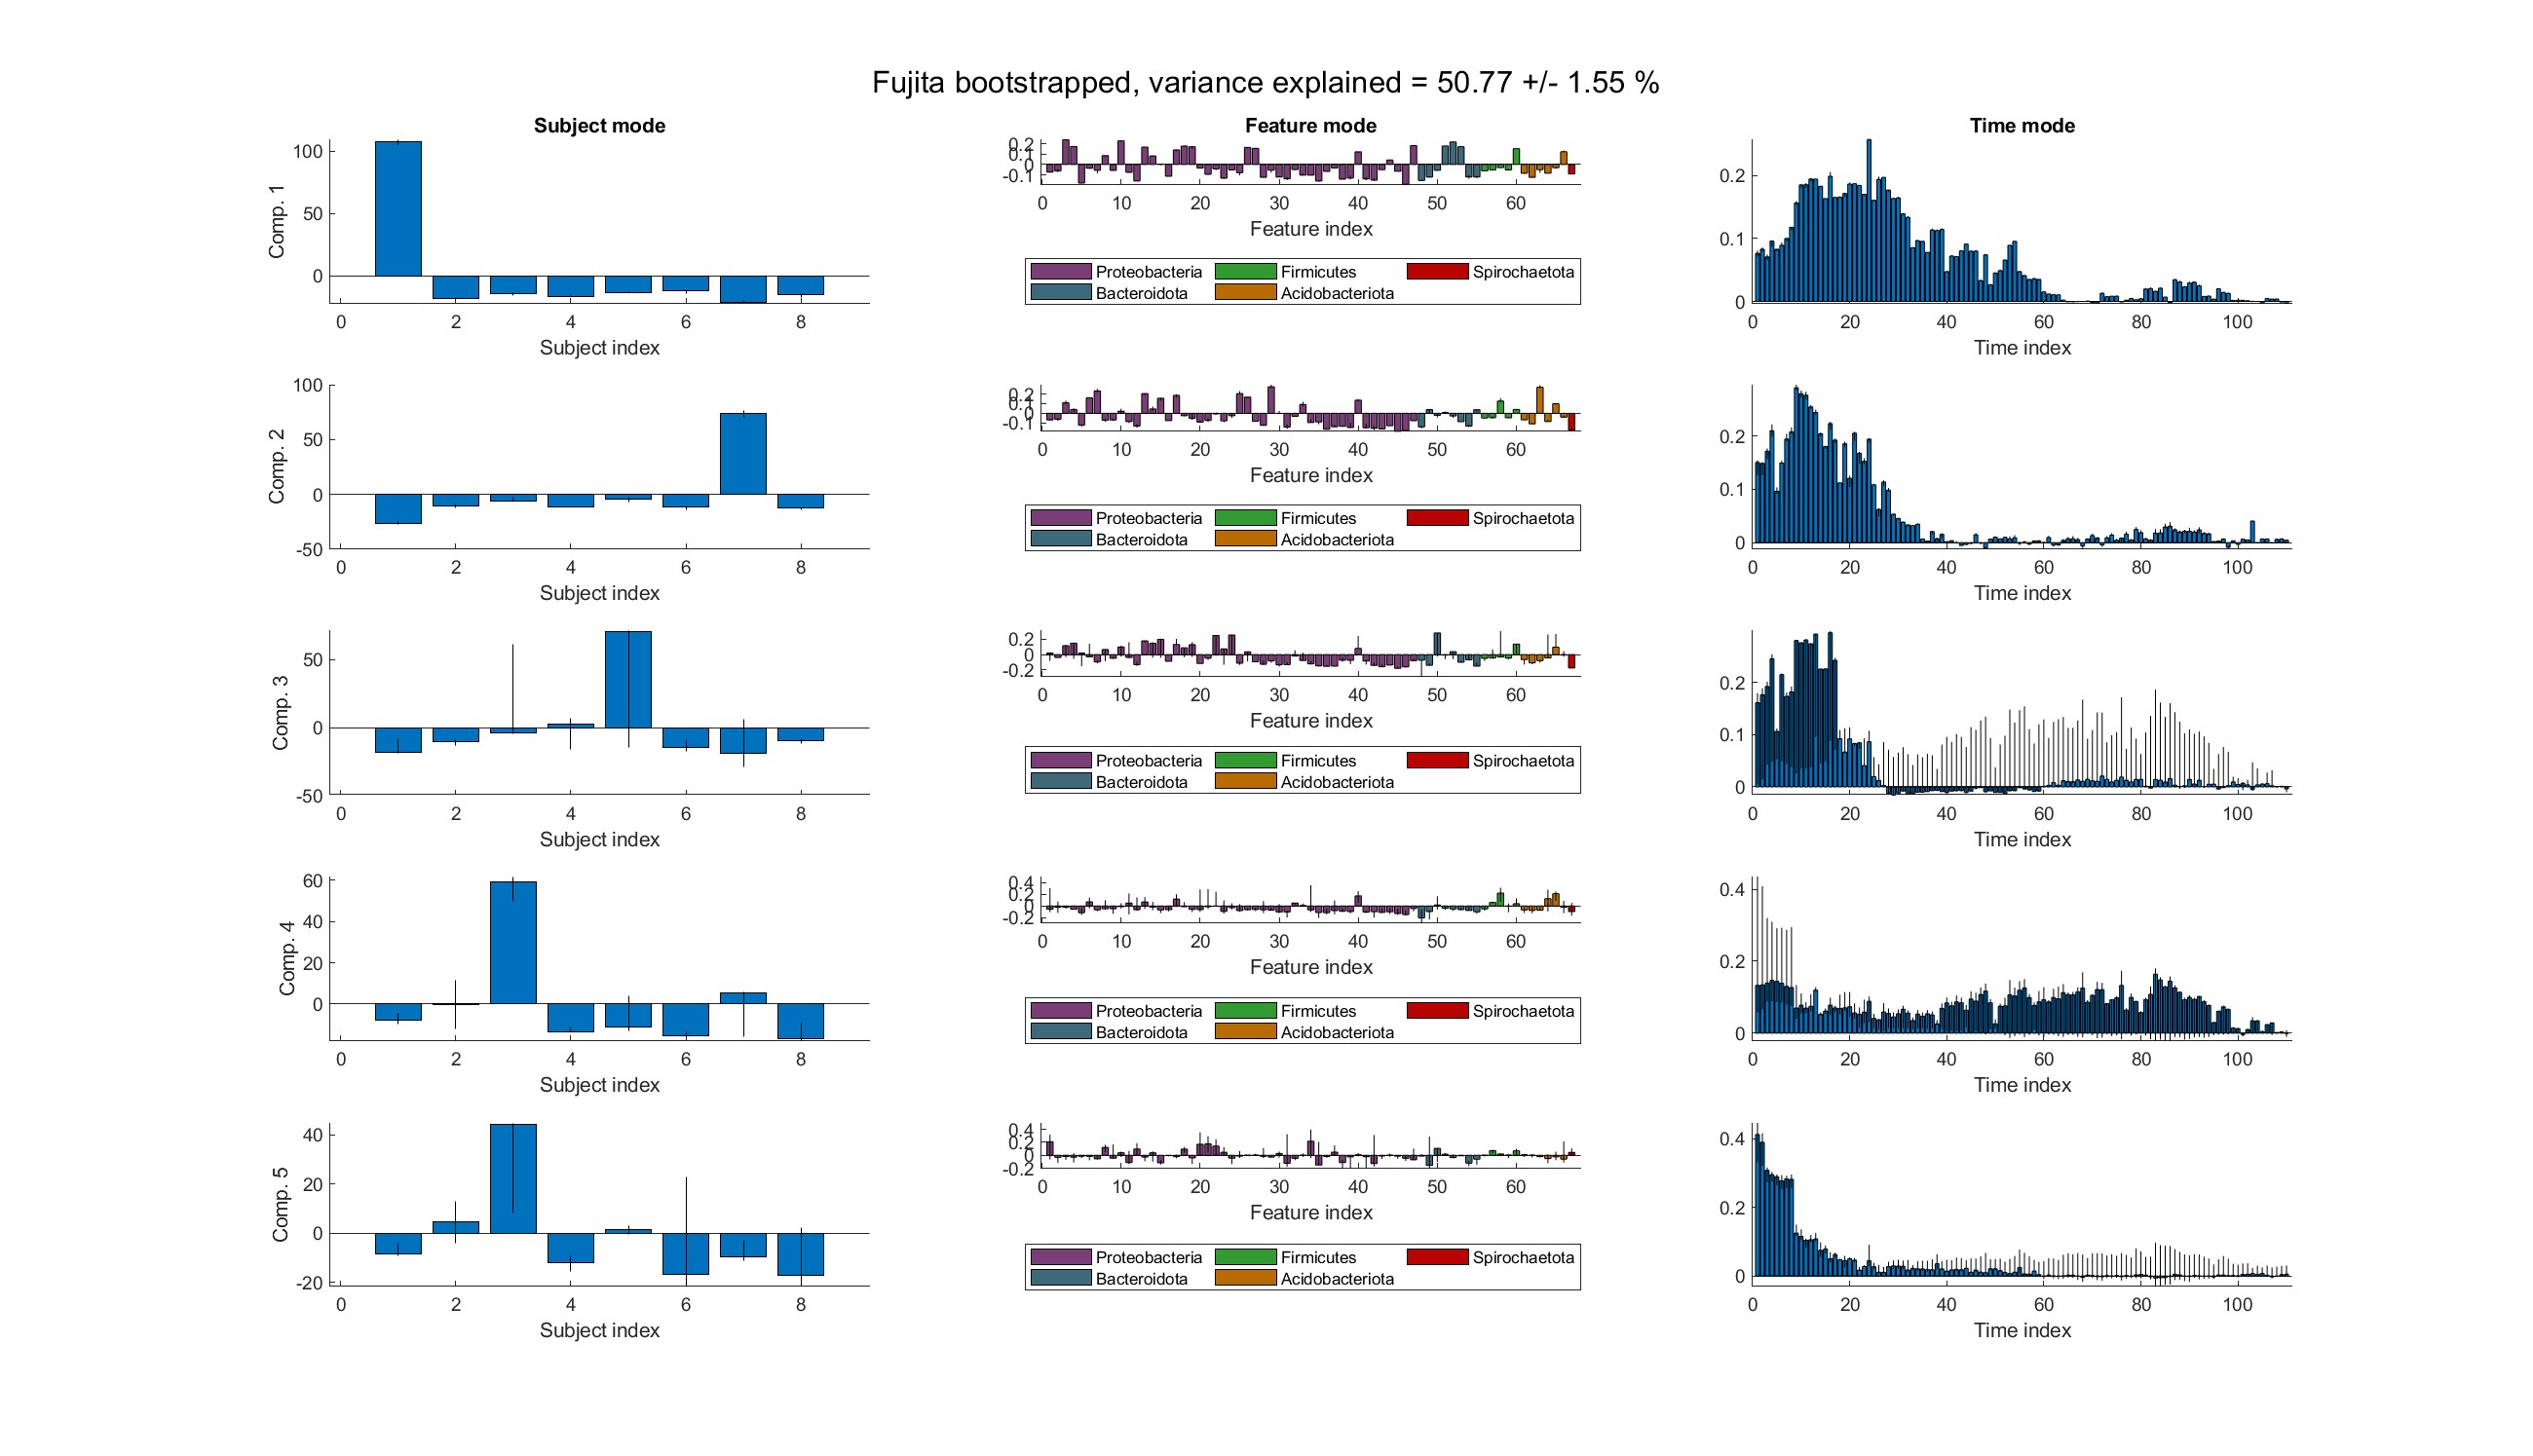 Fujita bootstrapped, variance explained = 50.77 +/- 1.55 %
Subject mode
Feature mode
Time mode
Comp. 1
100
50
0
0 2 4 6 8
Subject index
0.2
0.1
0
-0.1
0 10 20 30 40 50 60
Feature index
Proteobacteria Firmicutes Spirochaetota
Bacteroidota Acidobacteriota
0.2
0.1
0
0 20 40 60 80 100
Time index
Comp. 2
100
50
0
-50
0 2 4 6 8
Subject index
0.2
0.1
0
-0.1
0 10 20 30 40 50 60
Feature index
Proteobacteria Firmicutes Spirochaetota
Bacteroidota Acidobacteriota
0.2
0.1
0
0 20 40 60 80 100
Time index
Comp. 3
50
0
-50
0 2 4 6 8
Subject index
0.2
0
-0.2
0 10 20 30 40 50 60
Feature index
Proteobacteria Firmicutes Spirochaetota
Bacteroidota Acidobacteriota
0.2
0.1
0
0 20 40 60 80 100
Time index
Comp. 4
60
40
20
0
0 2 4 6 8
Subject index
0.4
0.2
0
-0.2
0 10 20 30 40 50 60
Feature index
Proteobacteria Firmicutes Spirochaetota
Bacteroidota Acidobacteriota
0.4
0.2
0
0 20 40 60 80 100
Time index
Comp. 5
40
20
0
-20
0 2 4 6 8
Subject index
0.4
0.2
0
-0.2
0 10 20 30 40 50 60
Feature index
Proteobacteria Firmicutes Spirochaetota
Bacteroidota Acidobacteriota
0.4
0.2
0
0 20 40 60 80 100
Time index